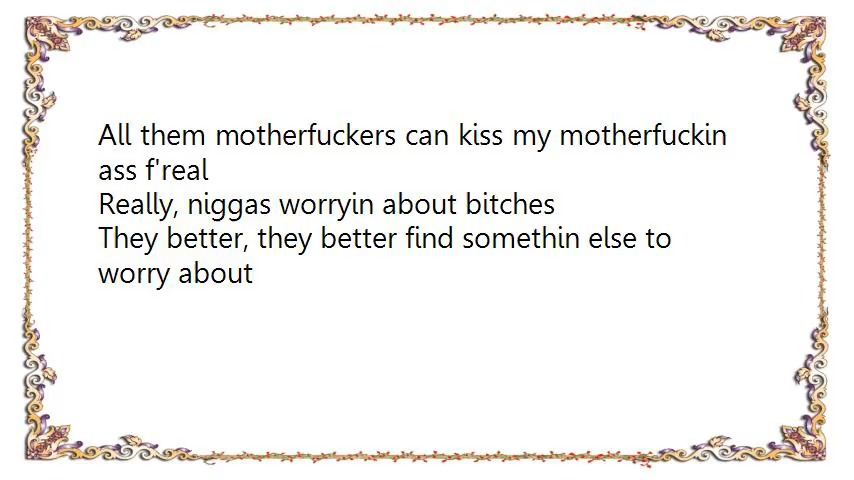 All them motherfuckers can kiss my motherfuckin
ass f'real
Really, niggas worryin about bitches
They better, they better find somethin else to
worry about